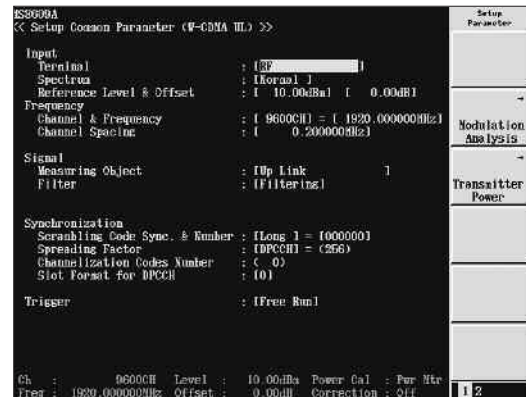 MS8609A
<< Setup Common Parameter (W-CDMA UL) >>
Setup Parameter
Input
Terminal : [RF ]
Spectrum : [Normal ]
Reference Level & Offset : [ 10.00dBm] [ 0.00dB]
Frequency
Channel & Frequency : [ 9600CH] = [ 1920.000000MHz]
Channel Spacing : [ 0.200000MHz]
Signal
Measuring Object : [Up Link ]
Filter : [Filtering]
Synchronization
Scrambling Code Sync. & Number : [Long ] = [000000]
Spreading Factor : [DPCCH] = (256)
Channelization Codes Number : ( 0)
Slot Format for DPCCH : [0]
Trigger : [Free Run]
Ch : 9600CH Level : 10.00dBm Power Cal : Pwr Mtr
Freq : 1920.000000MHz Offset : 0.00dB Correction : Off
→
Modulation
Analysis
→
Transmitter
Power
1 2